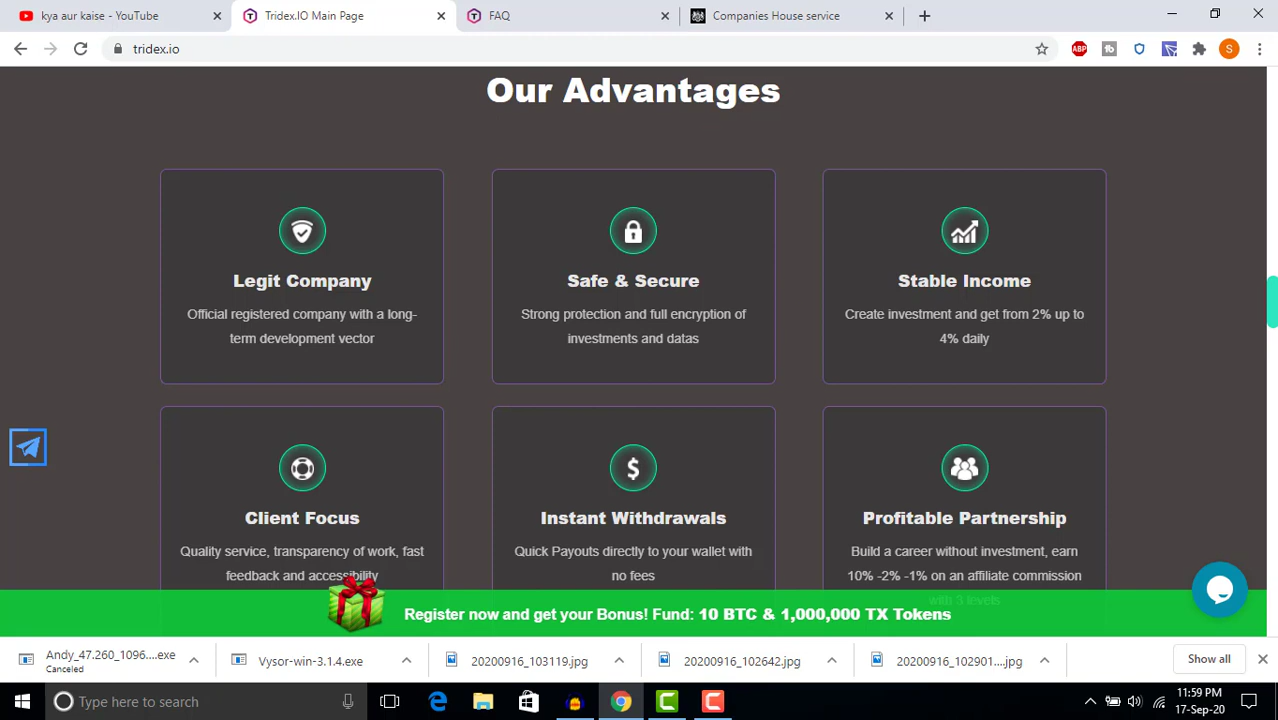 kya aur kaise - YouTube
Tridex.IO Main Page
FAQ
Companies House service
tridex.io
ABP
S
Our Advantages
Legit Company
Official registered company with a long-
term development vector
Safe & Secure
Strong protection and full encryption of
investments and datas
Stable Income
Create investment and get from 2% up to
4% daily
Client Focus
Quality service, transparency of work, fast
feedback and accessibility
Instant Withdrawals
Quick Payouts directly to your wallet with
no fees
Profitable Partnership
Build a career without investment, earn
10% -2% -1% on an affiliate commission
with 3 levels
Register now and get your Bonus! Fund: 10 BTC & 1,000,000 TX Tokens
Andy_47.260_1096....exe
Canceled
Vysor-win-3.1.4.exe
20200916_103119.jpg
20200916_102642.jpg
20200916_102901....jpg
Show all
Type here to search
11:59 PM
17-Sep-20